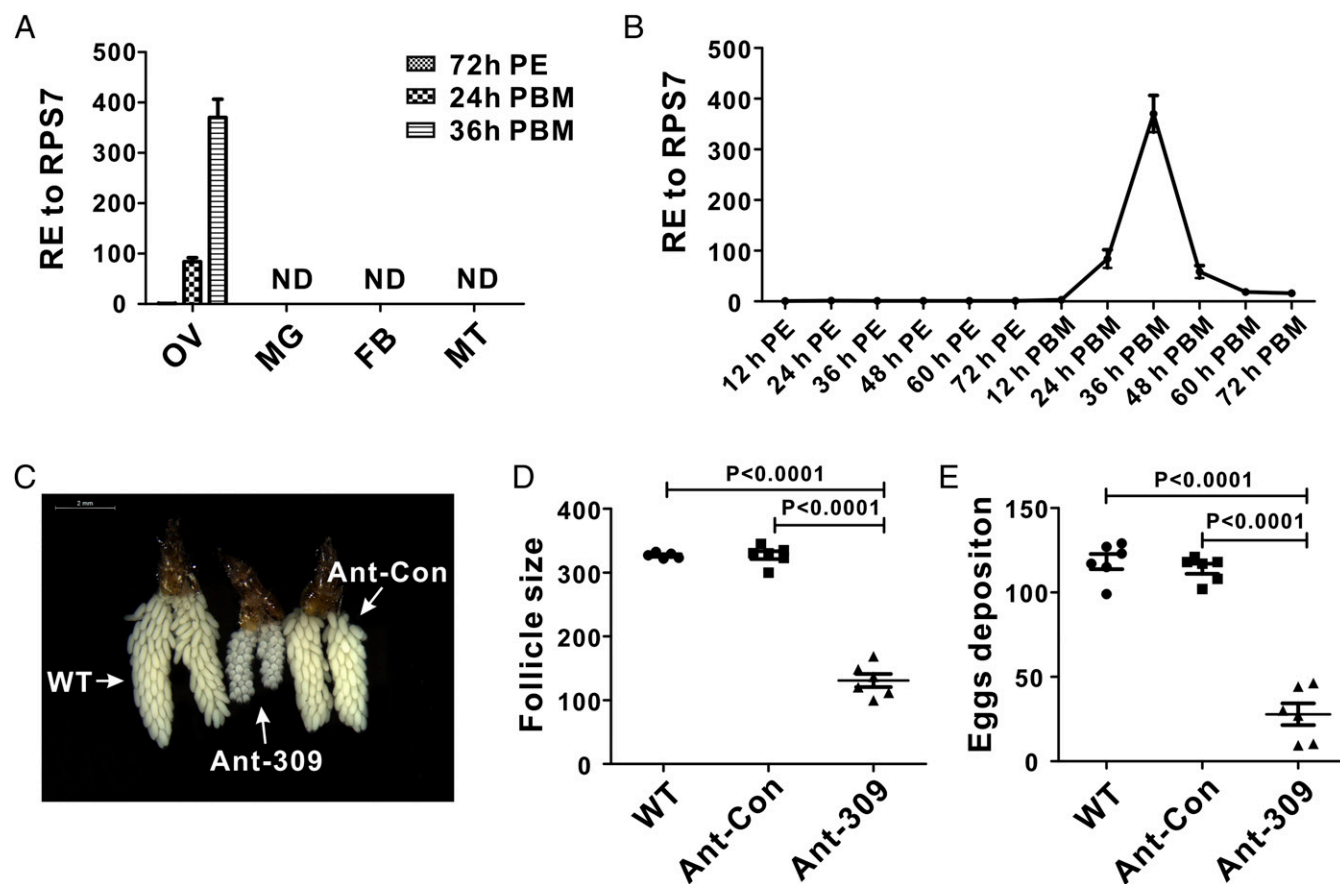 A
RE to RPS7
500
400
300
200
100
0
72h PE
24h PBM
36h PBM
ND ND ND
OV MG FB MT
B
RE to RPS7
500
400
300
200
100
0
12 h PE
24 h PE
36 h PE
48 h PE
60 h PE
72 h PE
12 h PBM
24 h PBM
36 h PBM
48 h PBM
60 h PBM
72 h PBM
C
2 mm
Ant-Con
WT
Ant-309
D
P<0.0001
P<0.0001
Follicle size
400
300
200
100
0
WT
Ant-Con
Ant-309
E
P<0.0001
P<0.0001
Eggs depositon
150
100
50
0
WT
Ant-Con
Ant-309